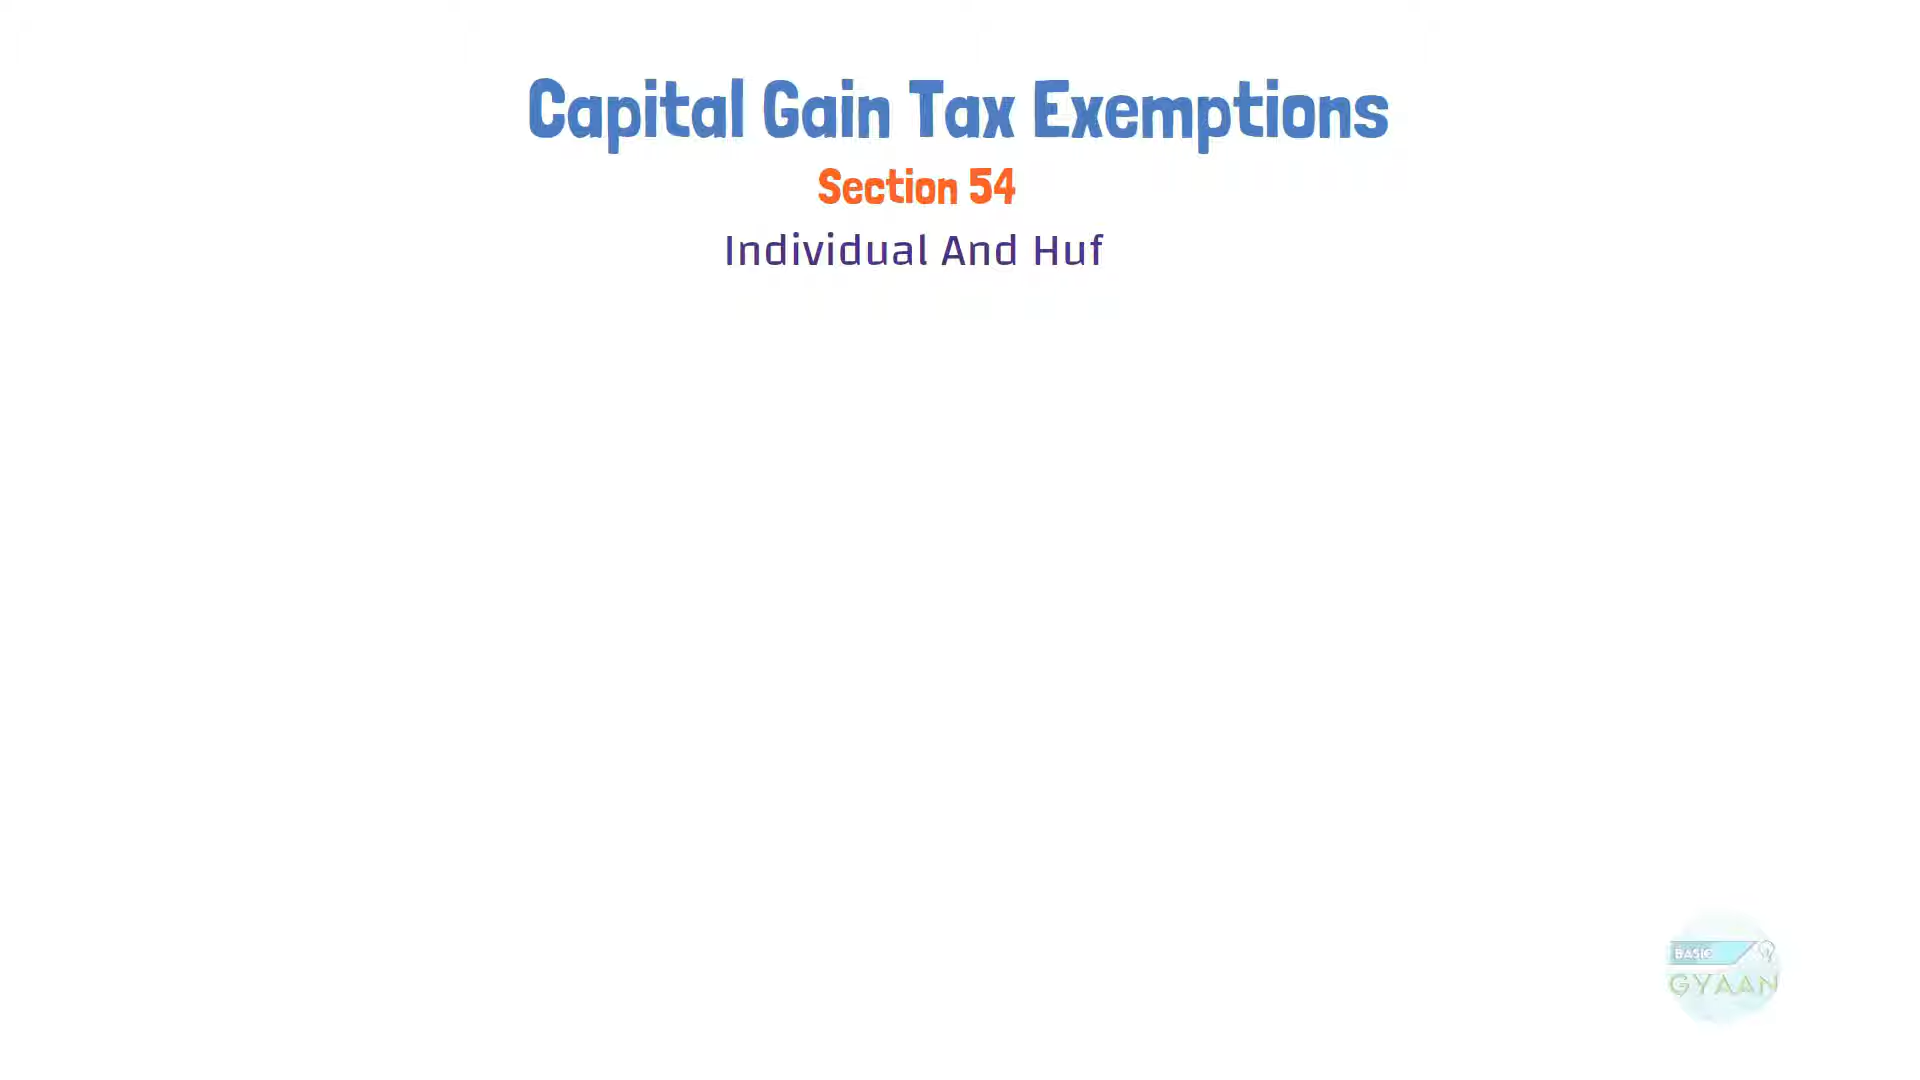 Capital Gain Tax Exemptions
Section 54
Individual And Huf
BASIC
GYAAN